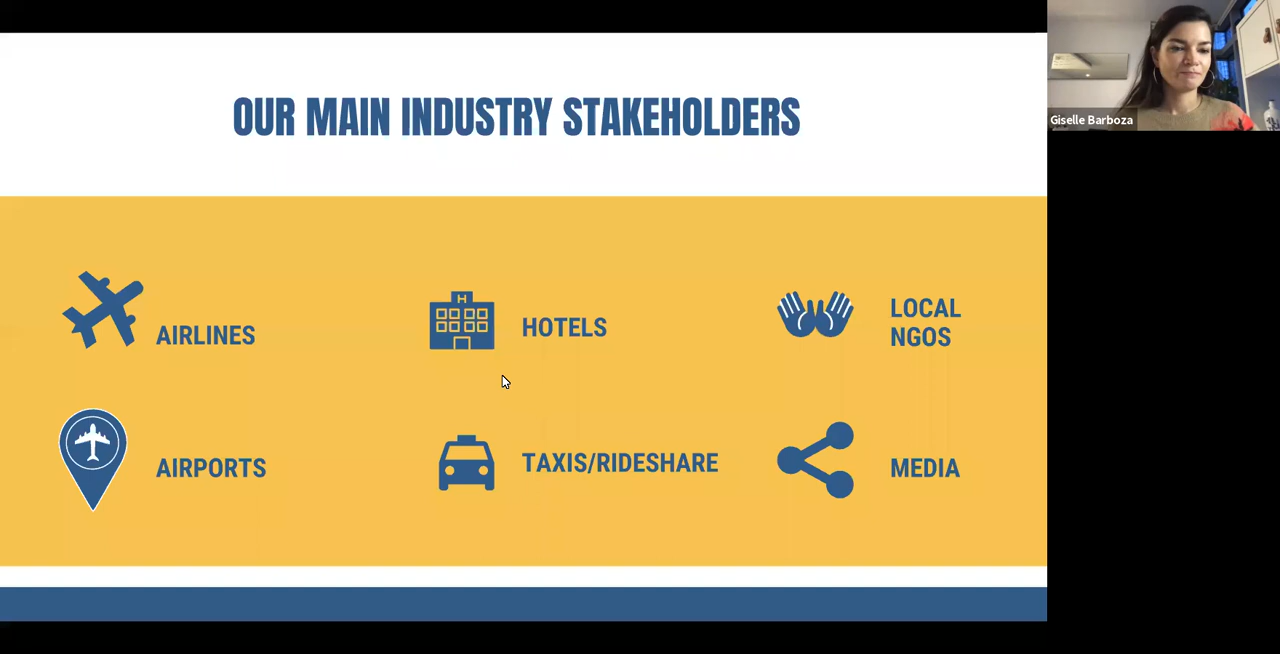 OUR MAIN INDUSTRY STAKEHOLDERS
Giselle Barboza
AIRLINES
H
HOTELS
LOCAL
NGOS
AIRPORTS
TAXIS/RIDESHARE
MEDIA